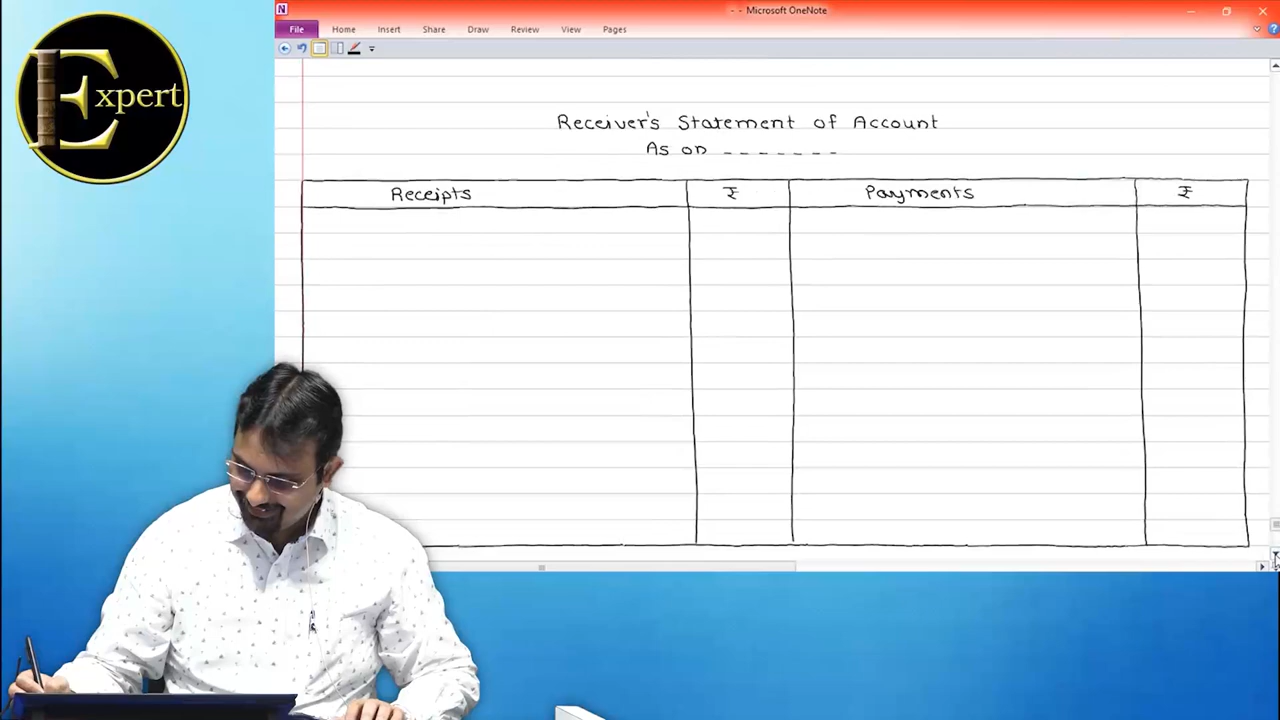 Expert
- - Microsoft OneNote
File Home Insert Share Draw Review View Pages
Receiver's Statement of Account
As on - - - - - - -
Receipts ₹ Payments ₹